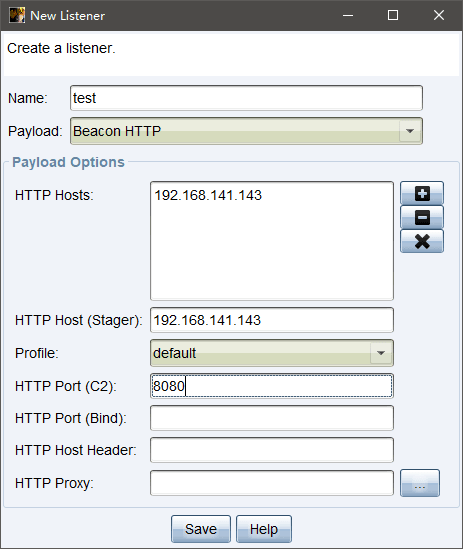 New Listener
Create a listener.
Name: test
Payload: Beacon HTTP
Payload Options
HTTP Hosts: 192.168.141.143
HTTP Host (Stager): 192.168.141.143
Profile: default
HTTP Port (C2): 8080
HTTP Port (Bind):
HTTP Host Header:
HTTP Proxy: ...
Save Help